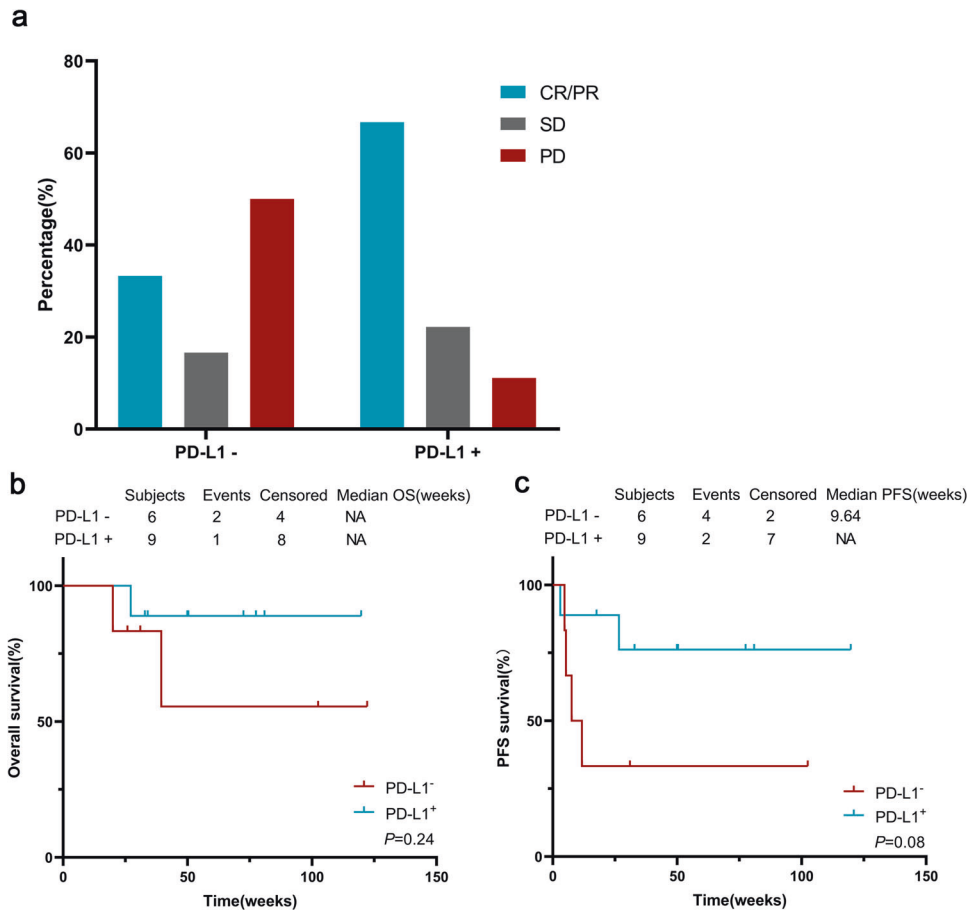 a
80
60
40
20
0
Percentage(%)
CR/PR
SD
PD
PD-L1 -
PD-L1 +
b
Subjects Events Censored Median OS(weeks)
PD-L1 - 6 2 4 NA
PD-L1 + 9 1 8 NA
100
50
0
Overall survival(%)
PD-L1⁻
PD-L1⁺
P=0.24
0 50 100 150
Time(weeks)
c
Subjects Events Censored Median PFS(weeks)
PD-L1 - 6 4 2 9.64
PD-L1 + 9 2 7 NA
100
50
0
PFS survival(%)
PD-L1⁻
PD-L1⁺
P=0.08
0 50 100 150
Time(weeks)